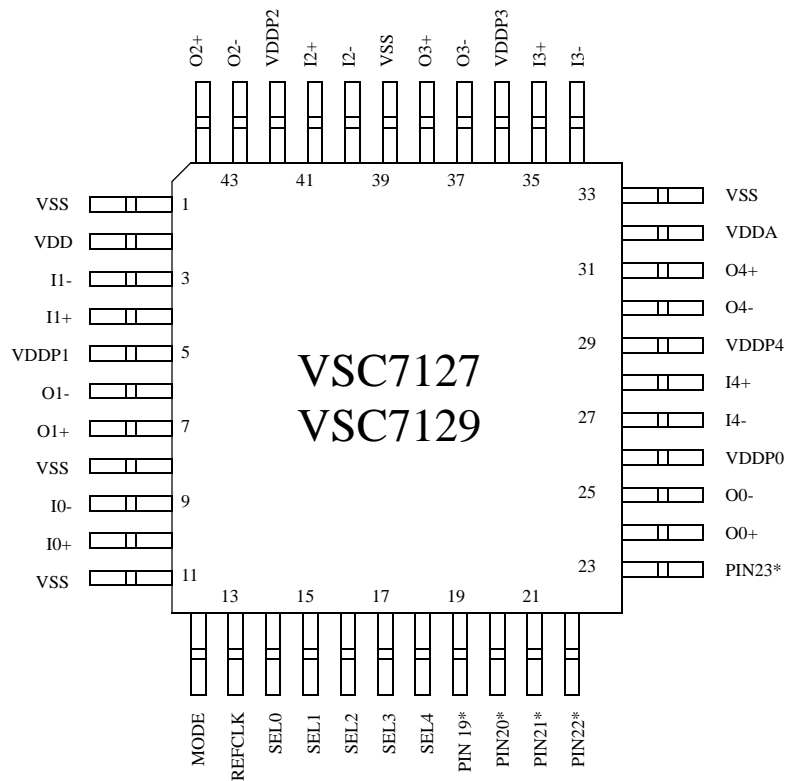 O2+
O2-
VDDP2
I2+
I2-
VSS
O3+
O3-
VDDP3
I3+
I3-
43
41
39
37
35
33
VSS
1
VSS
VDD
VDDA
I1-
3
31
O4+
I1+
O4-
VDDP1
5
29
VDDP4
O1-
I4+
O1+
7
27
I4-
VSS
VDDP0
I0-
9
25
O0-
I0+
O0+
VSS
11
23
PIN23*
VSC7127
VSC7129
13
15
17
19
21
MODE
REFCLK
SEL0
SEL1
SEL2
SEL3
SEL4
PIN 19*
PIN20*
PIN21*
PIN22*